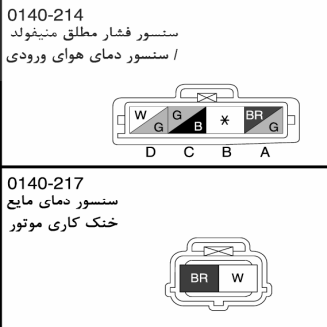 0140-214
سنسور فشار مطلق منیفولد
/ سنسور دمای هوای ورودی
W G G B * BR G
D C B A
0140-217
سنسور دمای مایع
خنک کاری موتور
BR W